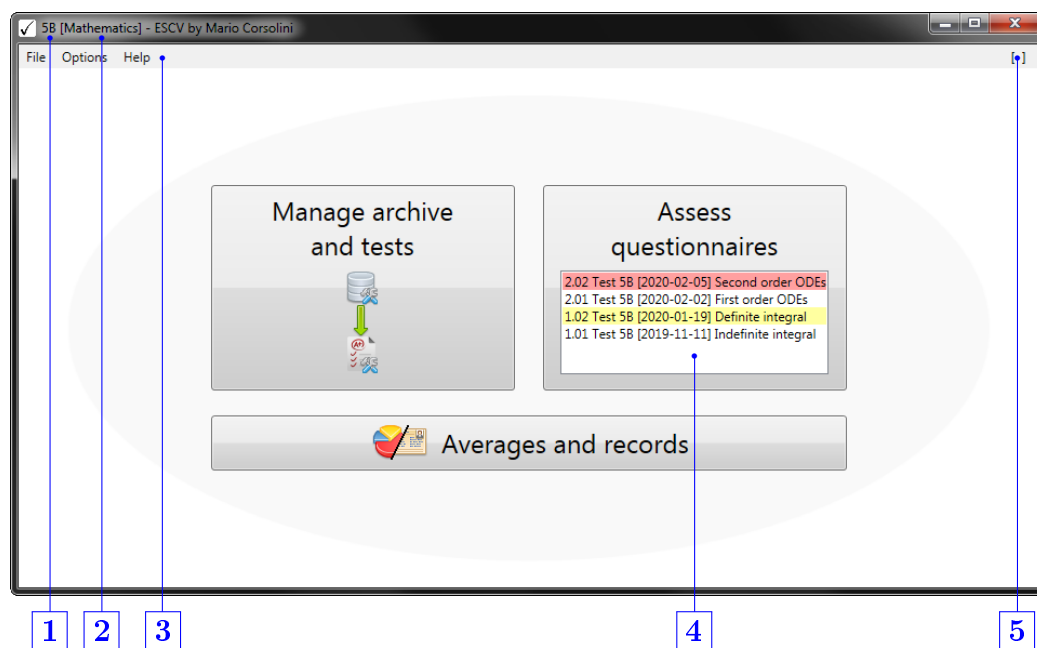 5B [Mathematics] - ESCV by Mario Corsolini
File Options Help
Manage archive
and tests
Assess
questionnaires
2.02 Test 5B [2020-02-05] Second order ODEs
2.01 Test 5B [2020-02-02] First order ODEs
1.02 Test 5B [2020-01-19] Definite integral
1.01 Test 5B [2019-11-11] Indefinite integral
A+
Averages and records
1 2 3 4 5